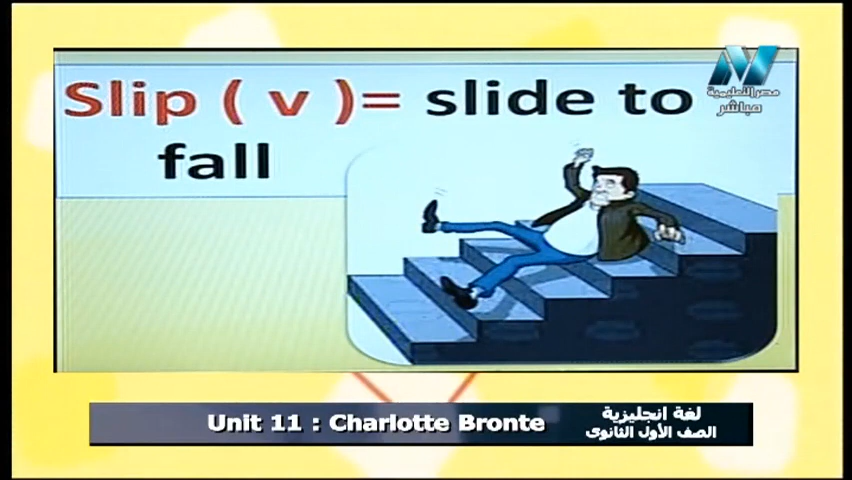 Slip ( v )= slide to
fall
مصر التعليمية
مباشر
Unit 11 : Charlotte Bronte
لغة انجليزية
الصف الأول الثانوى